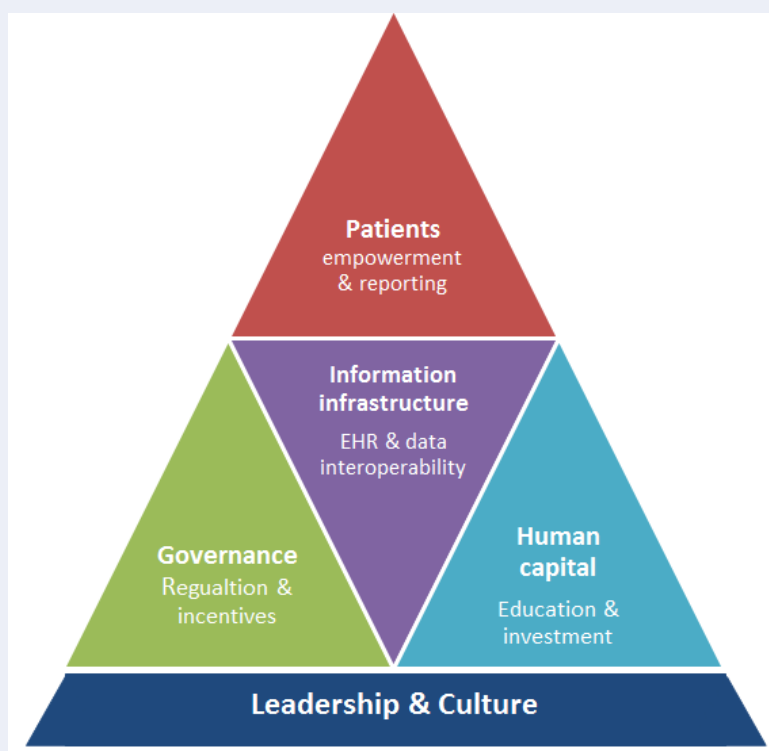 Patients
empowerment
& reporting
Information
infrastructure
EHR & data
interoperability
Governance
Regualtion &
incentives
Human
capital
Education &
investment
Leadership & Culture